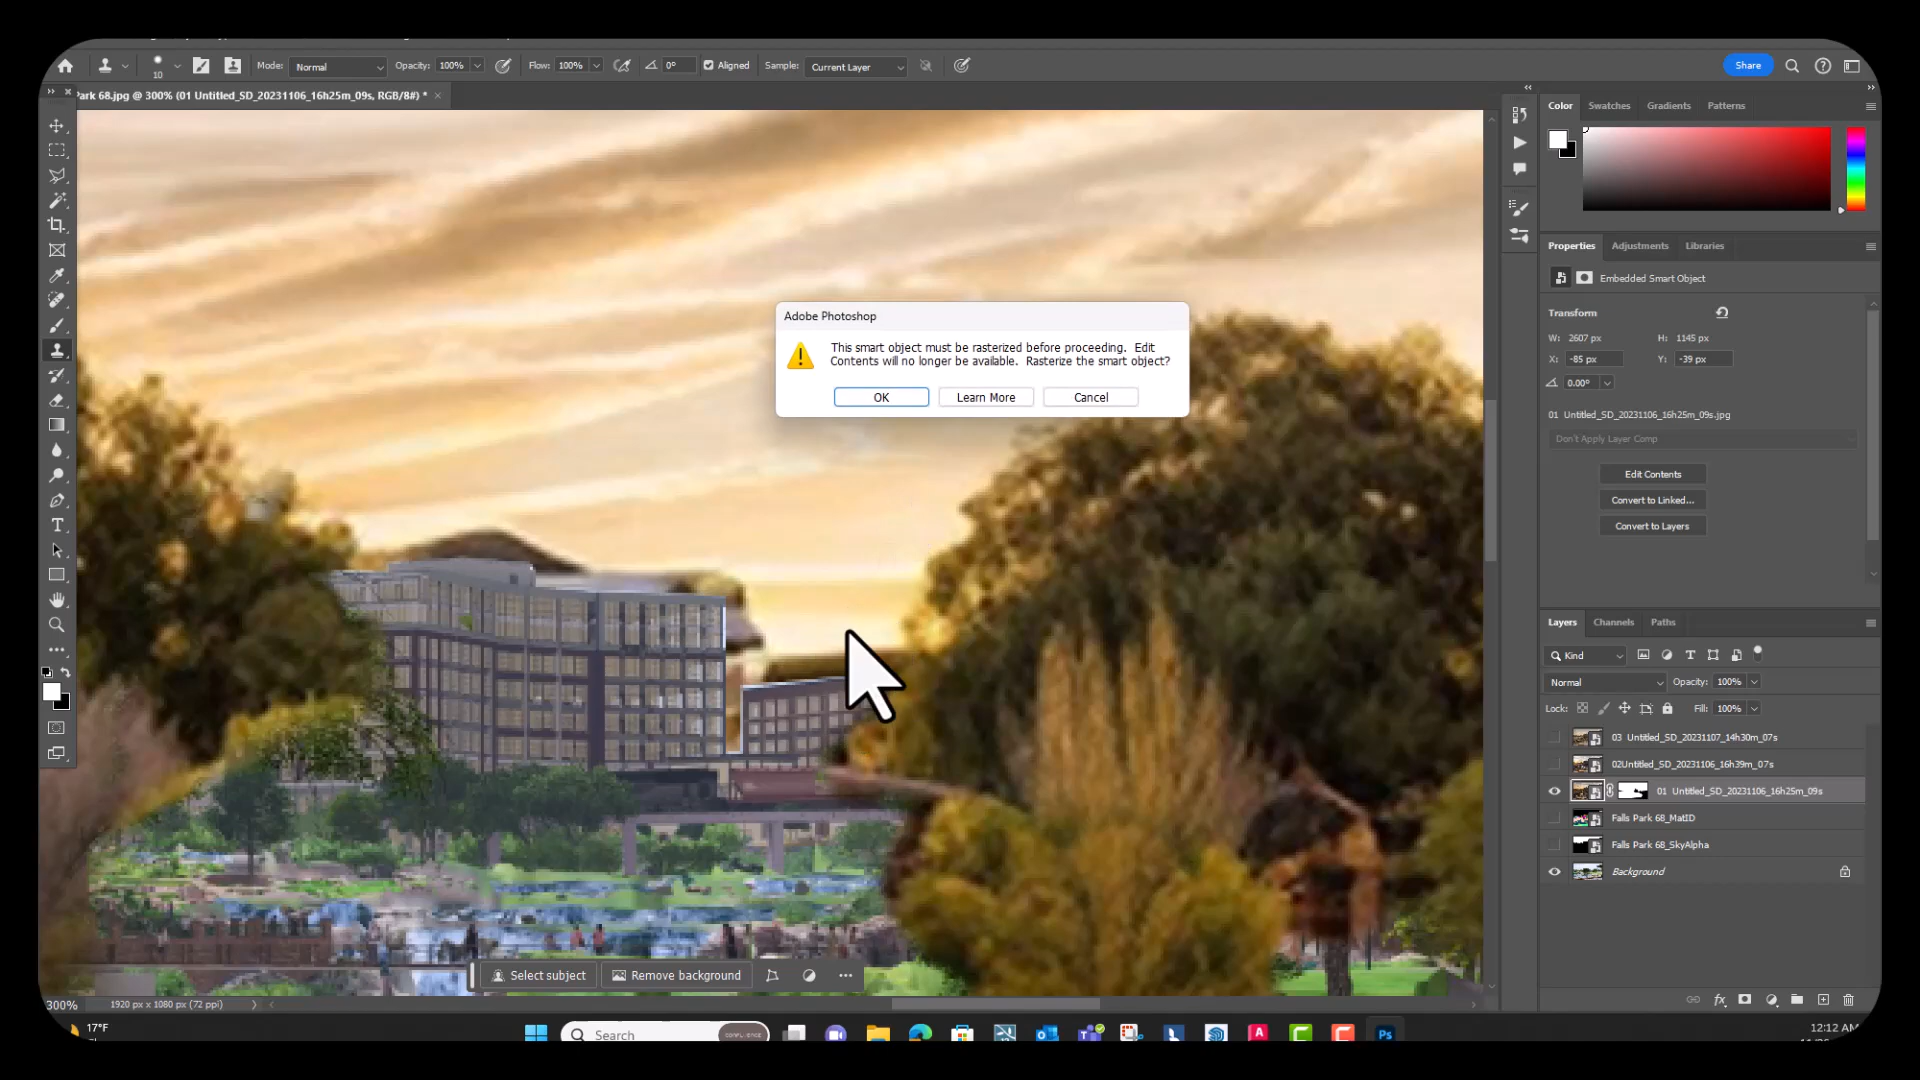 10
Mode: Normal
Opacity: 100%
Flow: 100%
0°
Aligned
Sample: Current Layer
Share
Park 68.jpg @ 300% (01 Untitled_SD_20231106_16h25m_09s, RGB/8#) *
Color
Swatches
Gradients
Patterns
Adobe Photoshop
This smart object must be rasterized before proceeding. Edit
Contents will no longer be available. Rasterize the smart object?
OK
Learn More
Cancel
Properties
Adjustments
Libraries
Embedded Smart Object
Transform
W: 2607 px
H: 1145 px
X: -85 px
Y: -39 px
0.00°
01 Untitled_SD_20231106_16h25m_09s.jpg
Don't Apply Layer Comp
Edit Contents
Convert to Linked...
Convert to Layers
Layers
Channels
Paths
Kind
Normal
Opacity: 100%
Lock:
Fill: 100%
03 Untitled_SD_20231107_14h30m_07s
02Untitled_SD_20231106_16h39m_07s
01 Untitled_SD_20231106_16h25m_09s
Falls Park 68_MatID
Falls Park 68_SkyAlpha
Background
fx
Select subject
Remove background
300%
1920 px x 1080 px (72 ppi)
17°F
Search
Ps
12:12 AM